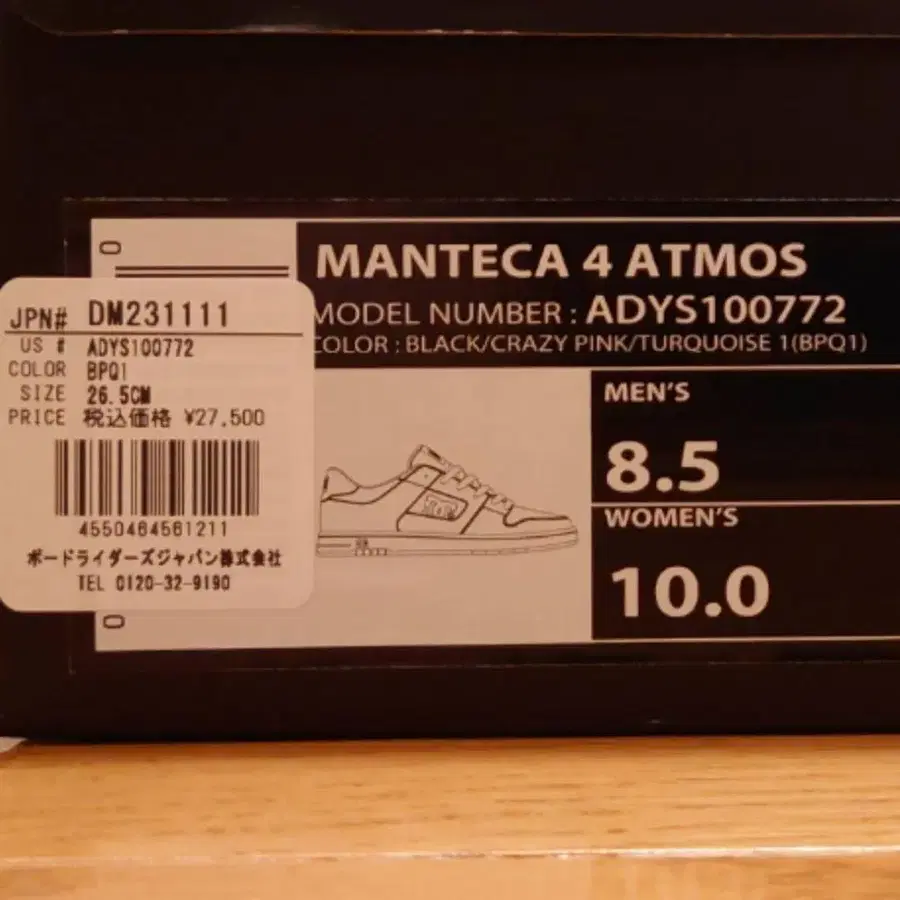 MANTECA 4 ATMOS
MODEL NUMBER : ADYS100772
COLOR : BLACK/CRAZY PINK/TURQUOISE 1(BPQ1)
MEN'S
8.5
WOMEN'S
10.0
JPN# DM231111
US # ADYS100772
COLOR BPQ1
SIZE 26.5CM
PRICE 税込価格 ¥27,500
4550464561211
ボードライダーズジャパン株式会社
TEL 0120-32-9190